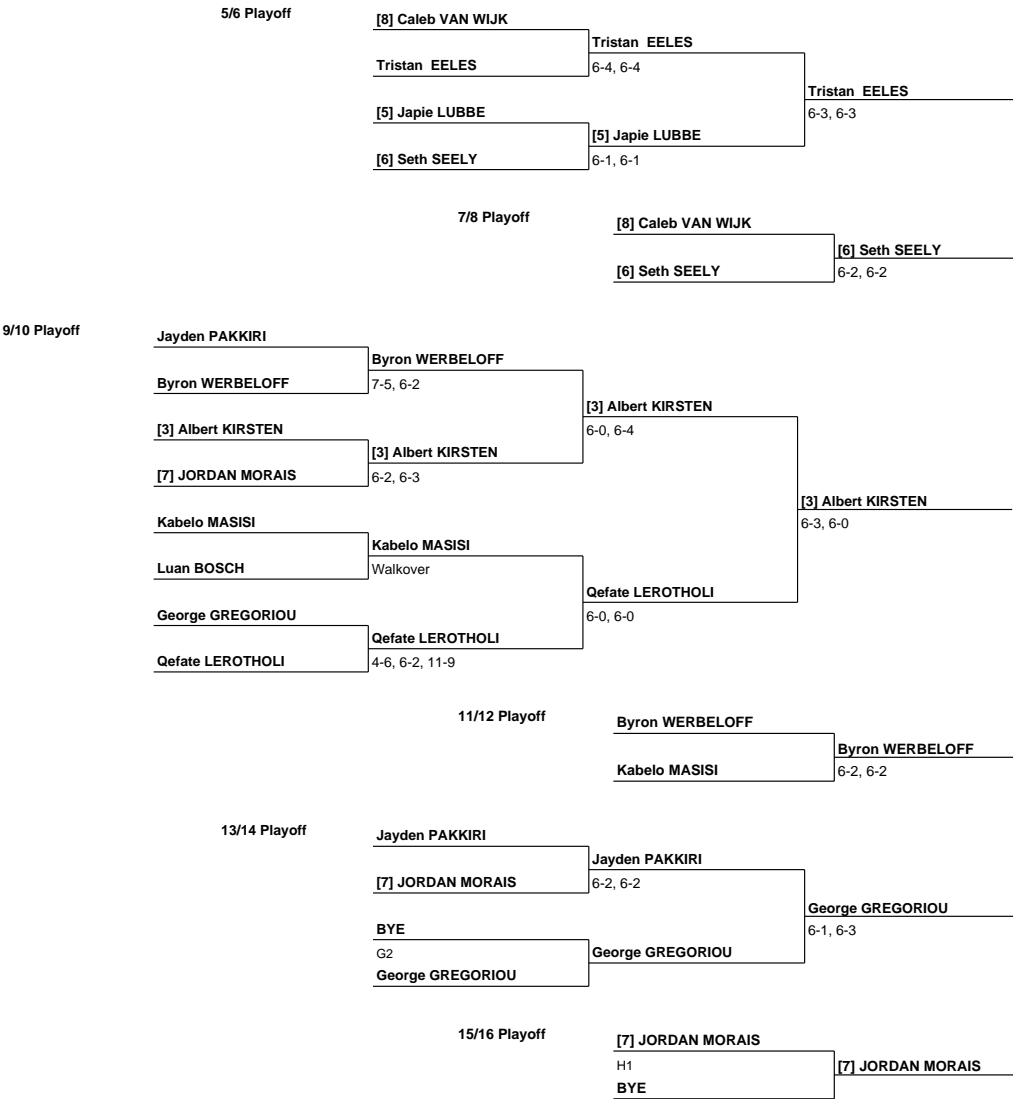 5/6 Playoff
[8] Caleb VAN WIJK
Tristan EELES
Tristan EELES
6-4, 6-4
Tristan EELES
6-3, 6-3
[5] Japie LUBBE
[5] Japie LUBBE
[6] Seth SEELY
6-1, 6-1
7/8 Playoff
[8] Caleb VAN WIJK
[6] Seth SEELY
[6] Seth SEELY
6-2, 6-2
9/10 Playoff
Jayden PAKKIRI
Byron WERBELOFF
Byron WERBELOFF
7-5, 6-2
[3] Albert KIRSTEN
6-0, 6-4
[3] Albert KIRSTEN
[3] Albert KIRSTEN
[7] JORDAN MORAIS
6-2, 6-3
[3] Albert KIRSTEN
6-3, 6-0
Kabelo MASISI
Kabelo MASISI
Luan BOSCH
Walkover
Qefate LEROTHOLI
6-0, 6-0
George GREGORIOU
Qefate LEROTHOLI
Qefate LEROTHOLI
4-6, 6-2, 11-9
11/12 Playoff
Byron WERBELOFF
Byron WERBELOFF
Kabelo MASISI
6-2, 6-2
13/14 Playoff
Jayden PAKKIRI
Jayden PAKKIRI
[7] JORDAN MORAIS
6-2, 6-2
George GREGORIOU
6-1, 6-3
BYE
G2
George GREGORIOU
George GREGORIOU
15/16 Playoff
[7] JORDAN MORAIS
H1
[7] JORDAN MORAIS
BYE